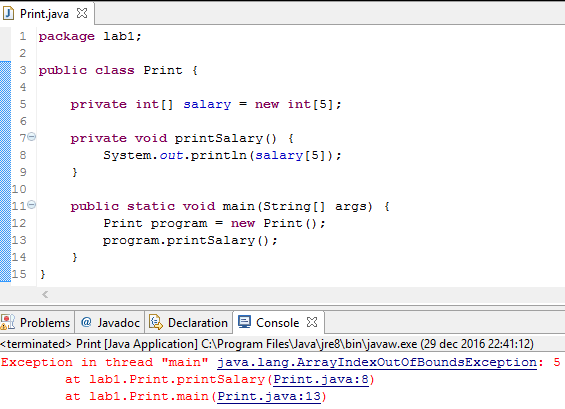 Print.java
1 package lab1;
2
3 public class Print {
4
5 private int[] salary = new int[5];
6
7 private void printSalary() {
8 System.out.println(salary[5]);
9 }
10
11 public static void main(String[] args) {
12 Print program = new Print();
13 program.printSalary();
14 }
15 }
Problems @ Javadoc Declaration Console
<terminated> Print [Java Application] C:\Program Files\Java\jre8\bin\javaw.exe (29 dec 2016 22:41:12)
Exception in thread "main" java.lang.ArrayIndexOutOfBoundsException: 5
at lab1.Print.printSalary(Print.java:8)
at lab1.Print.main(Print.java:13)